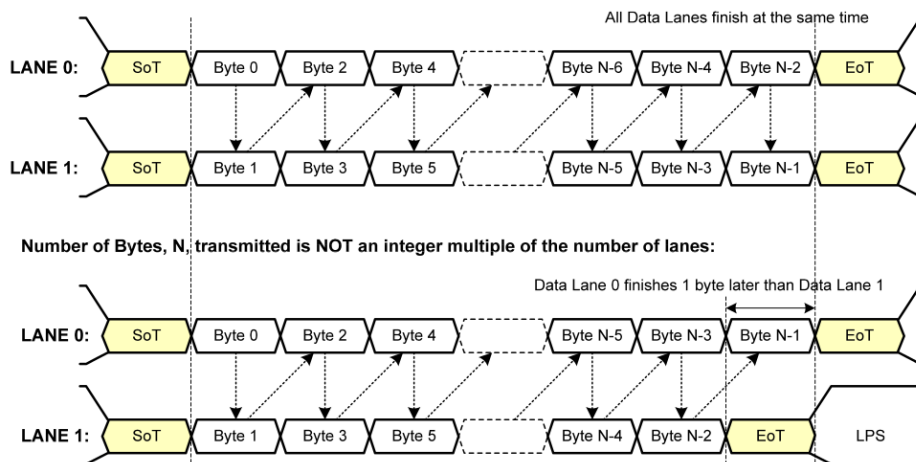 All Data Lanes finish at the same time
LANE 0: SoT Byte 0 Byte 2 Byte 4 Byte N-6 Byte N-4 Byte N-2 EoT
LANE 1: SoT Byte 1 Byte 3 Byte 5 Byte N-5 Byte N-3 Byte N-1 EoT
Number of Bytes, N, transmitted is NOT an integer multiple of the number of lanes:
Data Lane 0 finishes 1 byte later than Data Lane 1
LANE 0: SoT Byte 0 Byte 2 Byte 4 Byte N-5 Byte N-3 Byte N-1 EoT
LANE 1: SoT Byte 1 Byte 3 Byte 5 Byte N-4 Byte N-2 EoT LPS